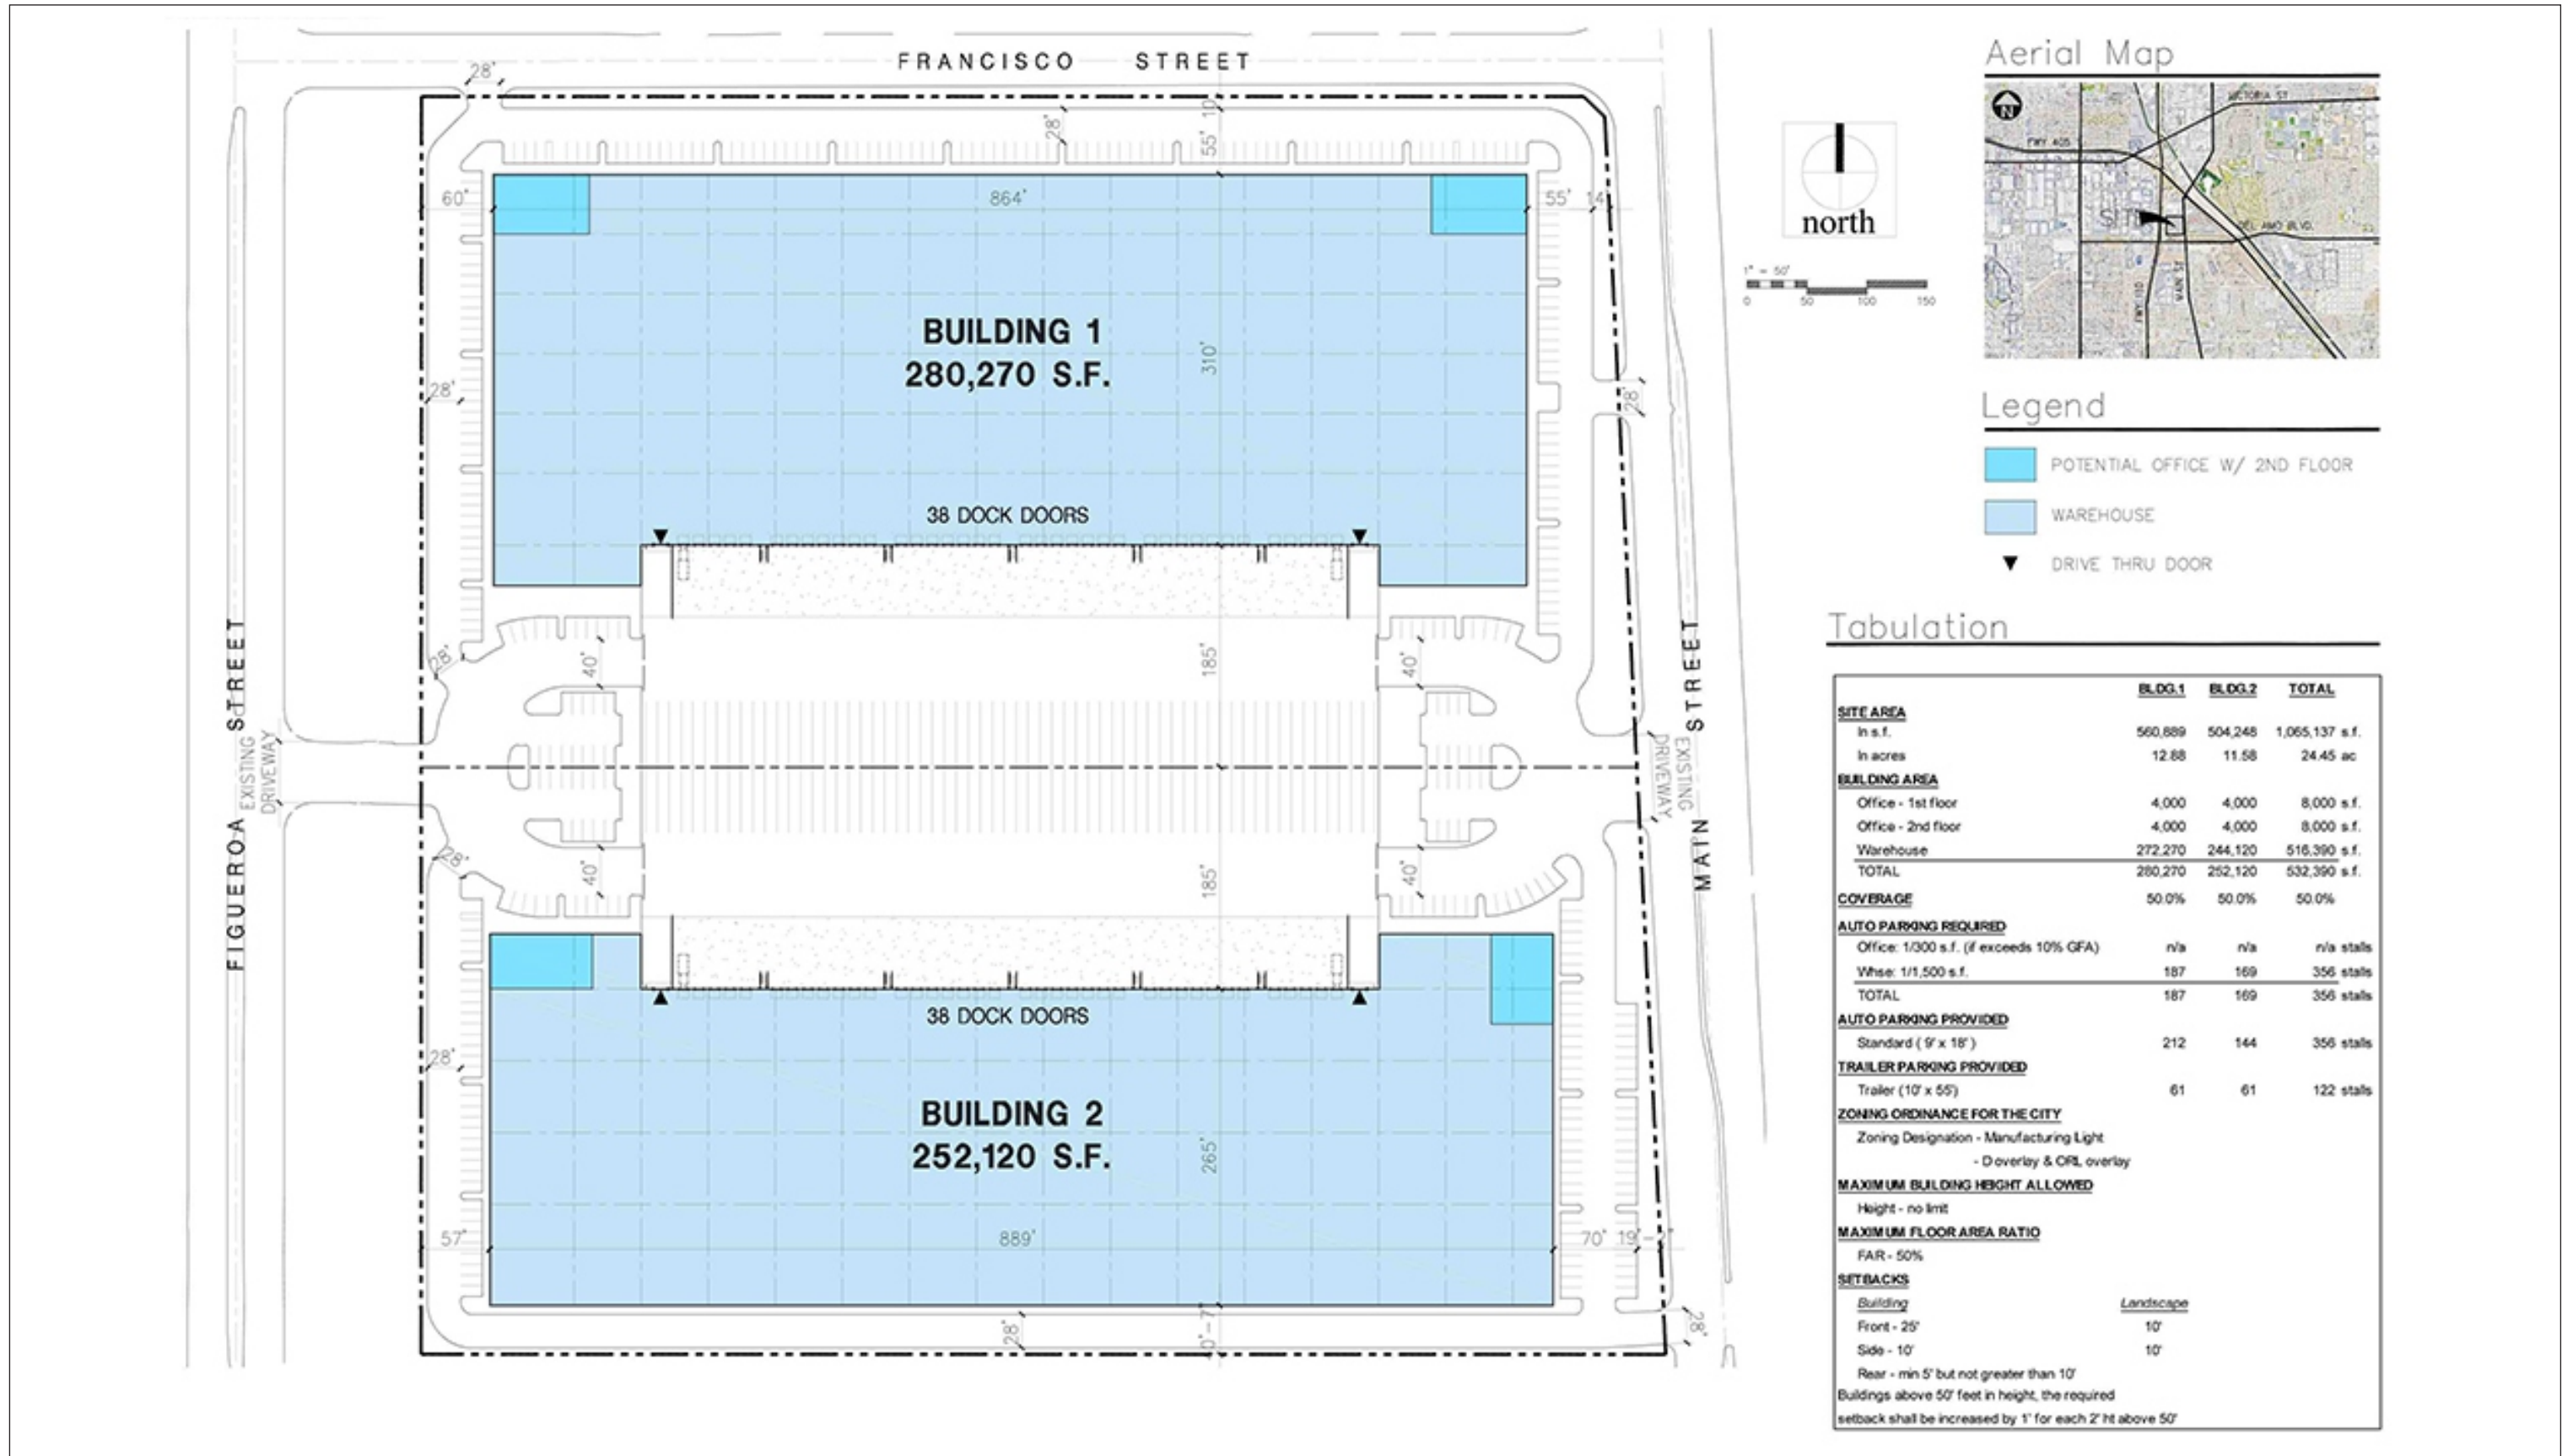 FRANCISCO STREET
28'
10'
28'
55'
60'
864'
55'
14'
BUILDING 1
280,270 S.F.
310'
28'
28'
38 DOCK DOORS
28'
40'
185'
40'
FIGUEROA STREET
EXISTING
DRIVEWAY
MAIN STREET
EXISTING
DRIVEWAY
28'
40'
185'
40'
38 DOCK DOORS
28'
BUILDING 2
252,120 S.F.
265'
57'
889'
70'
28'
28'
north
1" = 50'
0 50 100 150
Aerial Map
N
VICTORIA ST
FWY 405
SITE
DEL AMO BLVD.
FWY 110
MAIN ST
Legend
POTENTIAL OFFICE W/ 2ND FLOOR
WAREHOUSE
DRIVE THRU DOOR
Tabulation
BLDG.1 BLDG.2 TOTAL
SITE AREA
In s.f. 560,889 504,248 1,065,137 s.f.
In acres 12.88 11.58 24.45 ac
BUILDING AREA
Office - 1st floor 4,000 4,000 8,000 s.f.
Office - 2nd floor 4,000 4,000 8,000 s.f.
Warehouse 272,270 244,120 516,390 s.f.
TOTAL 280,270 252,120 532,390 s.f.
COVERAGE 50.0% 50.0% 50.0%
AUTO PARKING REQUIRED
Office: 1/300 s.f. (if exceeds 10% GFA) n/a n/a n/a stalls
Whse: 1/1,500 s.f. 187 169 356 stalls
TOTAL 187 169 356 stalls
AUTO PARKING PROVIDED
Standard ( 9' x 18' ) 212 144 356 stalls
TRAILER PARKING PROVIDED
Trailer (10' x 55') 61 61 122 stalls
ZONING ORDINANCE FOR THE CITY
Zoning Designation - Manufacturing Light
- D overlay & ORL overlay
MAXIMUM BUILDING HEIGHT ALLOWED
Height - no limit
MAXIMUM FLOOR AREA RATIO
FAR - 50%
SETBACKS
Building Landscape
Front - 25' 10'
Side - 10' 10'
Rear - min 5' but not greater than 10'
Buildings above 50' feet in height, the required
setback shall be increased by 1' for each 2' ht above 50'